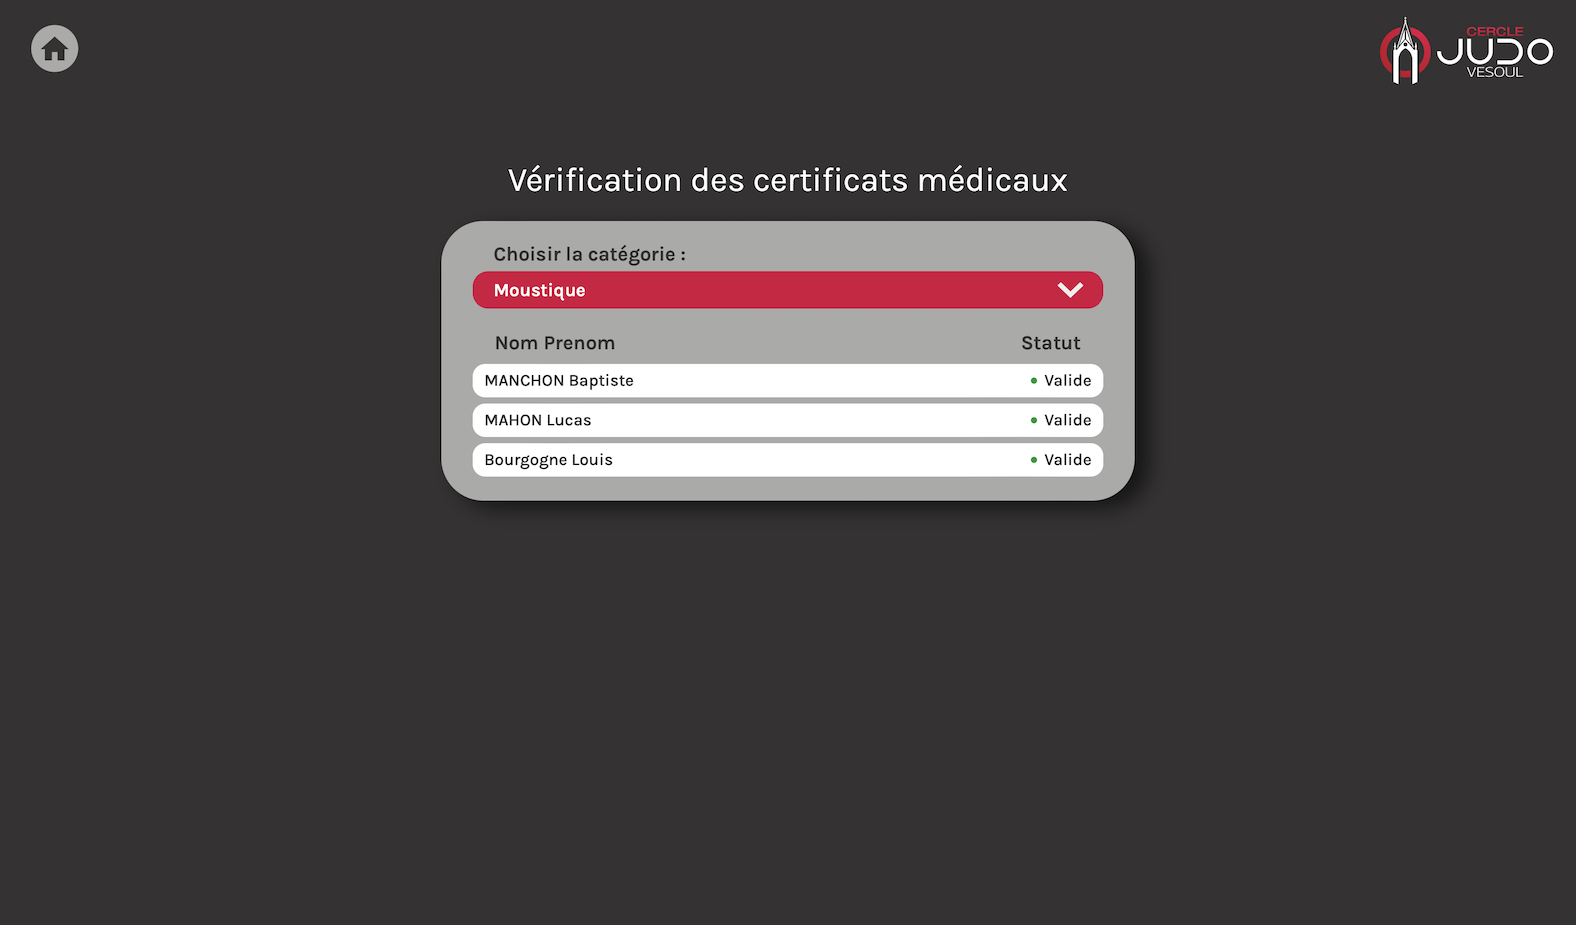 CERCLE
JUDO
VESOUL
Vérification des certificats médicaux
Choisir la catégorie :
Moustique
Nom Prenom Statut
MANCHON Baptiste Valide
MAHON Lucas Valide
Bourgogne Louis Valide